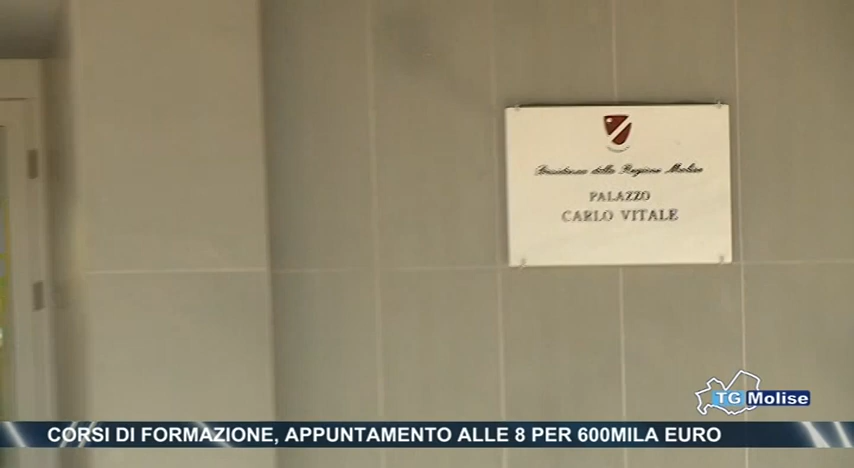 Presidenza della Regione Molise
PALAZZO
CARLO VITALE
TG Molise
CORSI DI FORMAZIONE, APPUNTAMENTO ALLE 8 PER 600MILA EURO